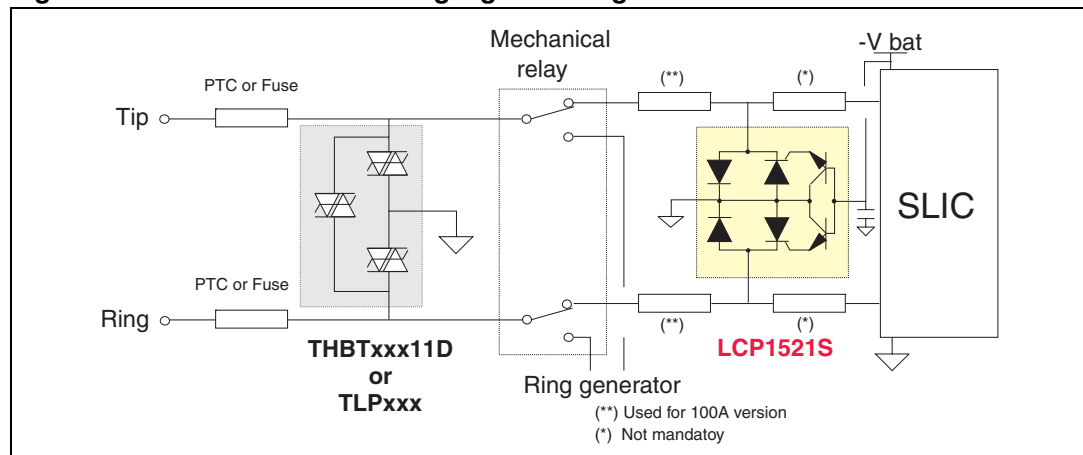 Mechanical
relay
-V bat
(**)
(*)
PTC or Fuse
Tip
SLIC
PTC or Fuse
Ring
(**)
(*)
THBTxxx11D
or
TLPxxx
LCP1521S
Ring generator
(**) Used for 100A version
(*) Not mandatoy